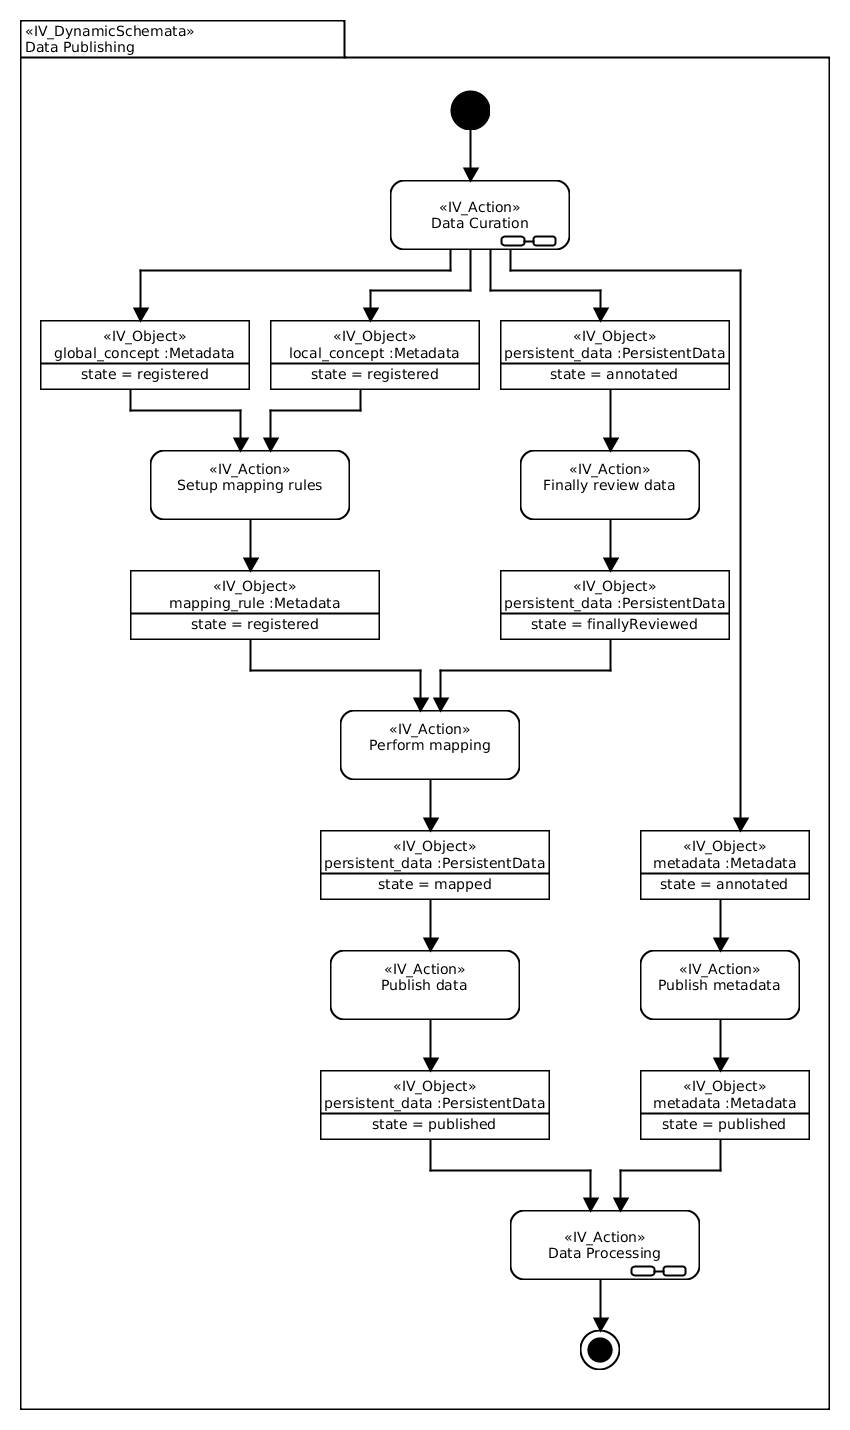 «IV_DynamicSchemata»
Data Publishing
«IV_Action»
Data Curation
«IV_Object»
global_concept :Metadata
state = registered
«IV_Object»
local_concept :Metadata
state = registered
«IV_Object»
persistent_data :PersistentData
state = annotated
«IV_Action»
Setup mapping rules
«IV_Action»
Finally review data
«IV_Object»
mapping_rule :Metadata
state = registered
«IV_Object»
persistent_data :PersistentData
state = finallyReviewed
«IV_Action»
Perform mapping
«IV_Object»
persistent_data :PersistentData
state = mapped
«IV_Object»
metadata :Metadata
state = annotated
«IV_Action»
Publish data
«IV_Action»
Publish metadata
«IV_Object»
persistent_data :PersistentData
state = published
«IV_Object»
metadata :Metadata
state = published
«IV_Action»
Data Processing